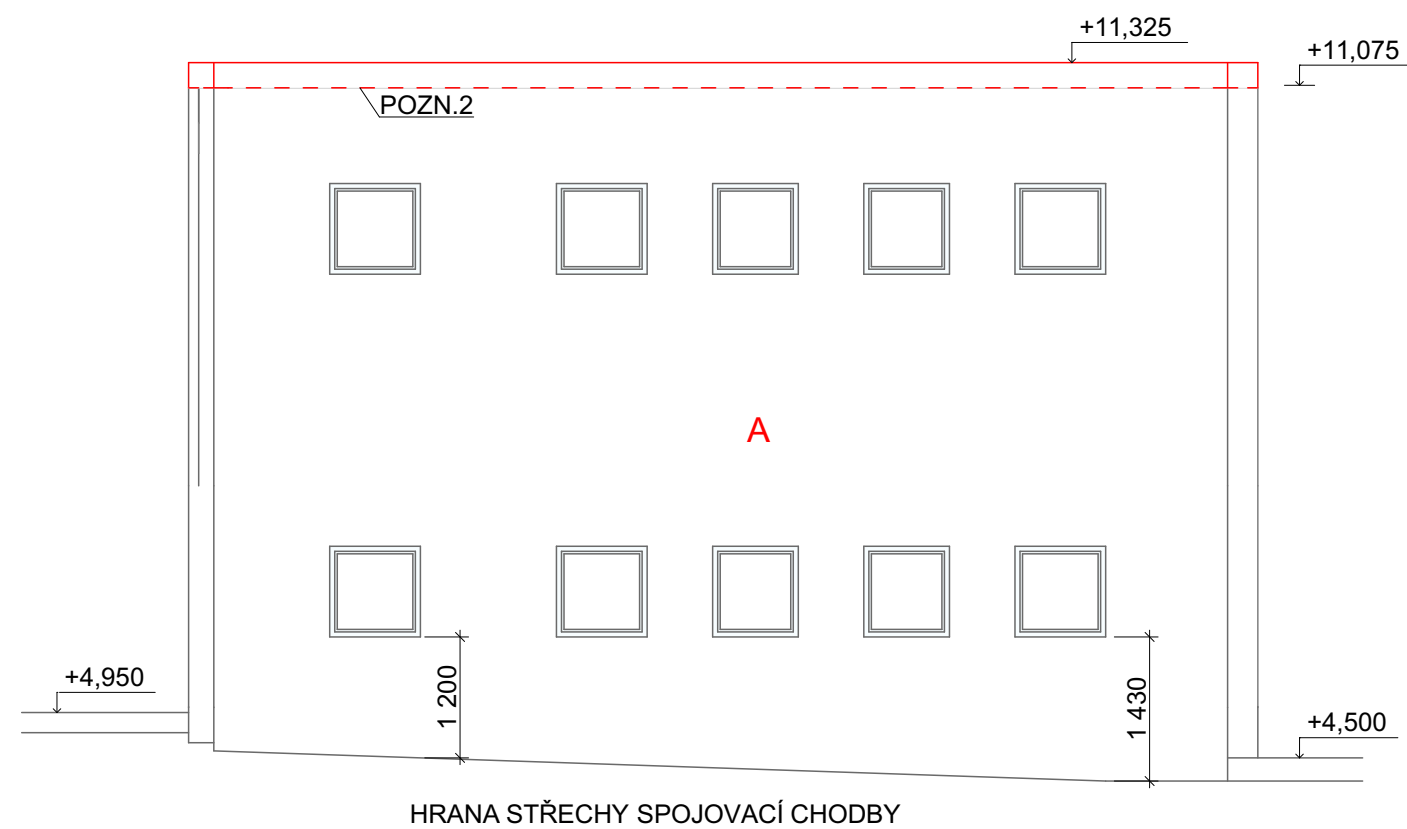 +11,325
+11,075
POZN.2
A
+4,950
1 200
1 430
+4,500
HRANA STŘECHY SPOJOVACÍ CHODBY